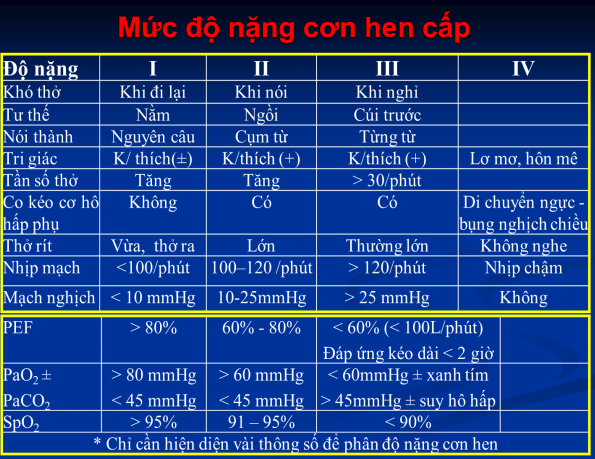 Mức độ nặng cơn hen cấp
Độ nặng I II III IV
Khó thở Khi đi lại Khi nói Khi nghỉ
Tư thế Nằm Ngồi Cúi trước
Nói thành Nguyên câu Cụm từ Từng từ
Tri giác K/ thích(±) K/thích (+) K/thích (+) Lơ mơ, hôn mê
Tần số thở Tăng Tăng > 30/phút
Co kéo cơ hô Không Có Có Di chuyển ngực -
hấp phụ bụng nghịch chiều
Thở rít Vừa, thở ra Lớn Thường lớn Không nghe
Nhịp mạch <100/phút 100–120 /phút > 120/phút Nhịp chậm
Mạch nghịch < 10 mmHg 10-25mmHg > 25 mmHg Không
PEF > 80% 60% - 80% < 60% (< 100L/phút)
Đáp ứng kéo dài < 2 giờ
PaO₂ ± > 80 mmHg > 60 mmHg < 60mmHg ± xanh tím
PaCO₂ < 45 mmHg < 45 mmHg > 45mmHg ± suy hô hấp
SpO₂ > 95% 91 – 95% < 90%
* Chỉ cần hiện diện vài thông số để phân độ nặng cơn hen